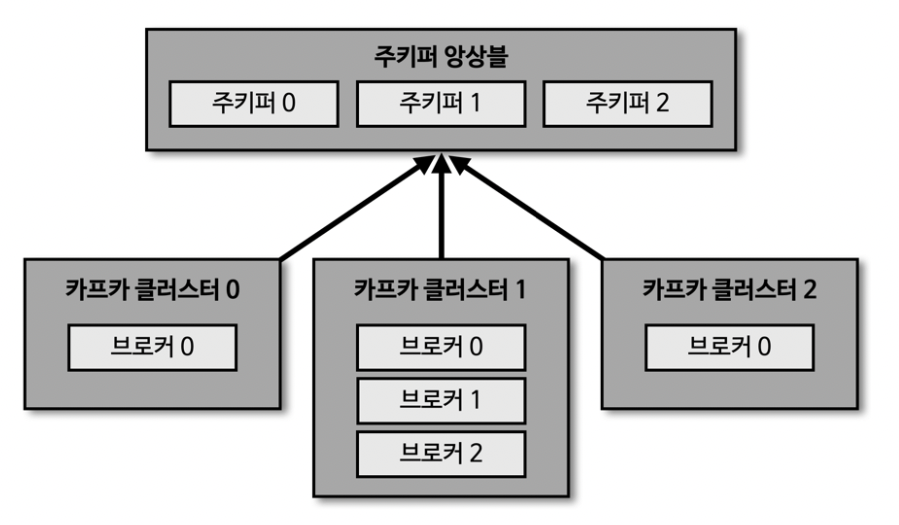 주키퍼 앙상블
주키퍼 0
주키퍼 1
주키퍼 2
카프카 클러스터 0
브로커 0
카프카 클러스터 1
브로커 0
브로커 1
브로커 2
카프카 클러스터 2
브로커 0